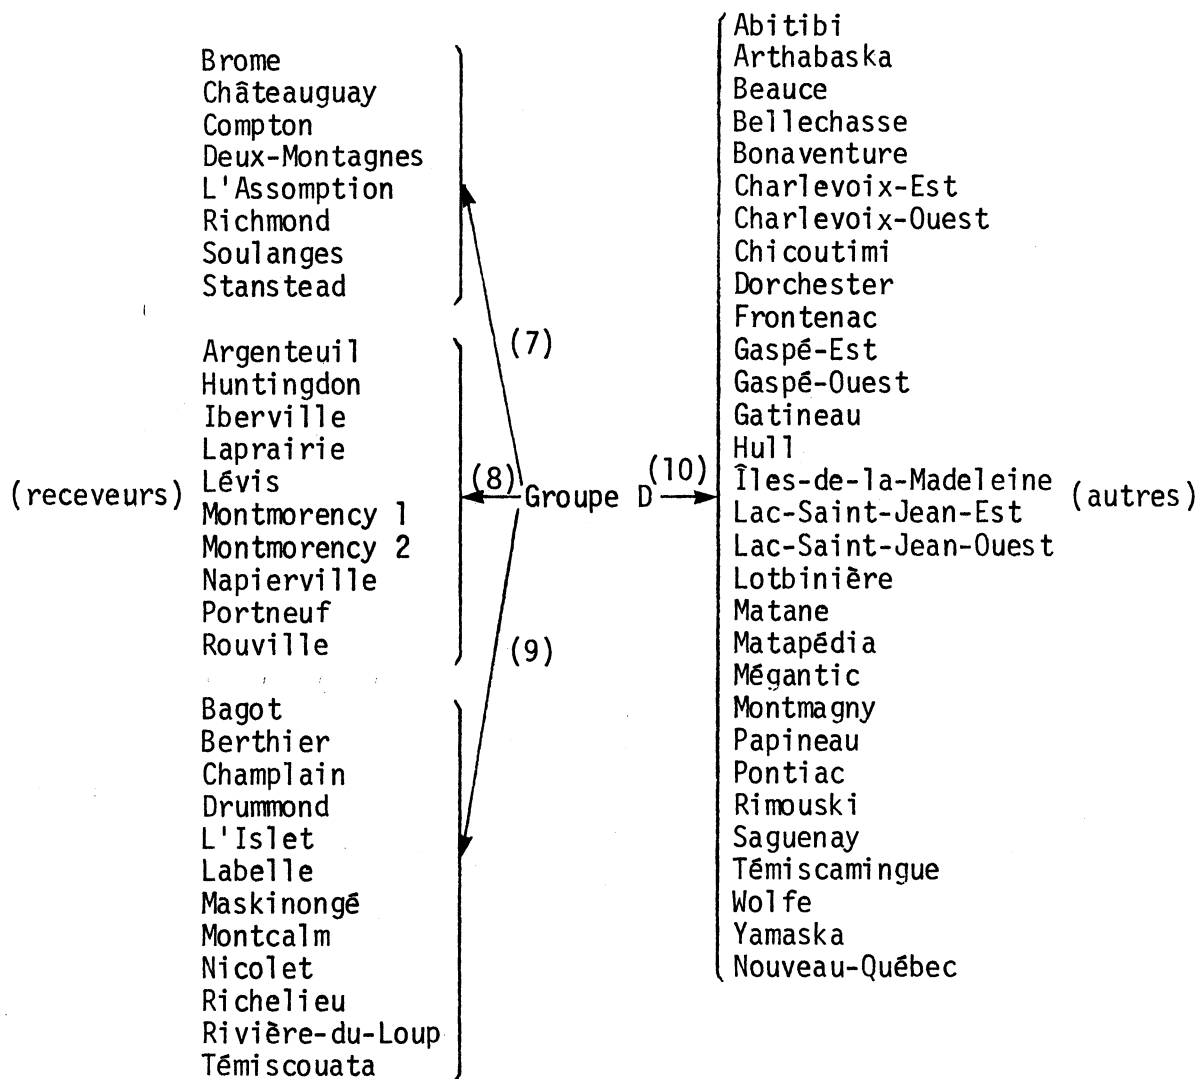 Brome
Châteauguay
Compton
Deux-Montagnes
L'Assomption
Richmond
Soulanges
Stanstead
(7)
Argenteuil
Huntingdon
Iberville
Laprairie
Lévis
Montmorency 1
Montmorency 2
Napierville
Portneuf
Rouville
(receveurs)
(8)
Groupe D
(10)
(9)
Bagot
Berthier
Champlain
Drummond
L'Islet
Labelle
Maskinongé
Montcalm
Nicolet
Richelieu
Rivière-du-Loup
Témiscouata
Abitibi
Arthabaska
Beauce
Bellechasse
Bonaventure
Charlevoix-Est
Charlevoix-Ouest
Chicoutimi
Dorchester
Frontenac
Gaspé-Est
Gaspé-Ouest
Gatineau
Hull
Îles-de-la-Madeleine
Lac-Saint-Jean-Est
Lac-Saint-Jean-Ouest
Lotbinière
Matane
Matapédia
Mégantic
Montmagny
Papineau
Pontiac
Rimouski
Saguenay
Témiscamingue
Wolfe
Yamaska
Nouveau-Québec
(autres)